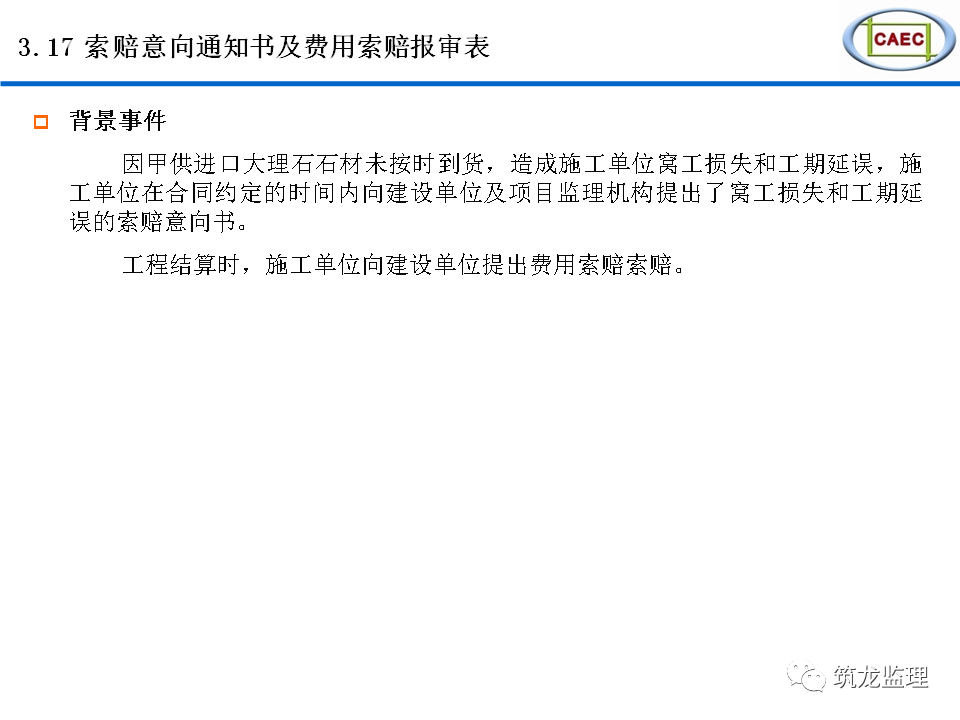 3.17 索赔意向通知书及费用索赔报审表
CAEC
背景事件
因甲供进口大理石石材未按时到货，造成施工单位窝工损失和工期延误，施
工单位在合同约定的时间内向建设单位及项目监理机构提出了窝工损失和工期延
误的索赔意向书。
工程结算时，施工单位向建设单位提出费用索赔索赔。
筑龙监理